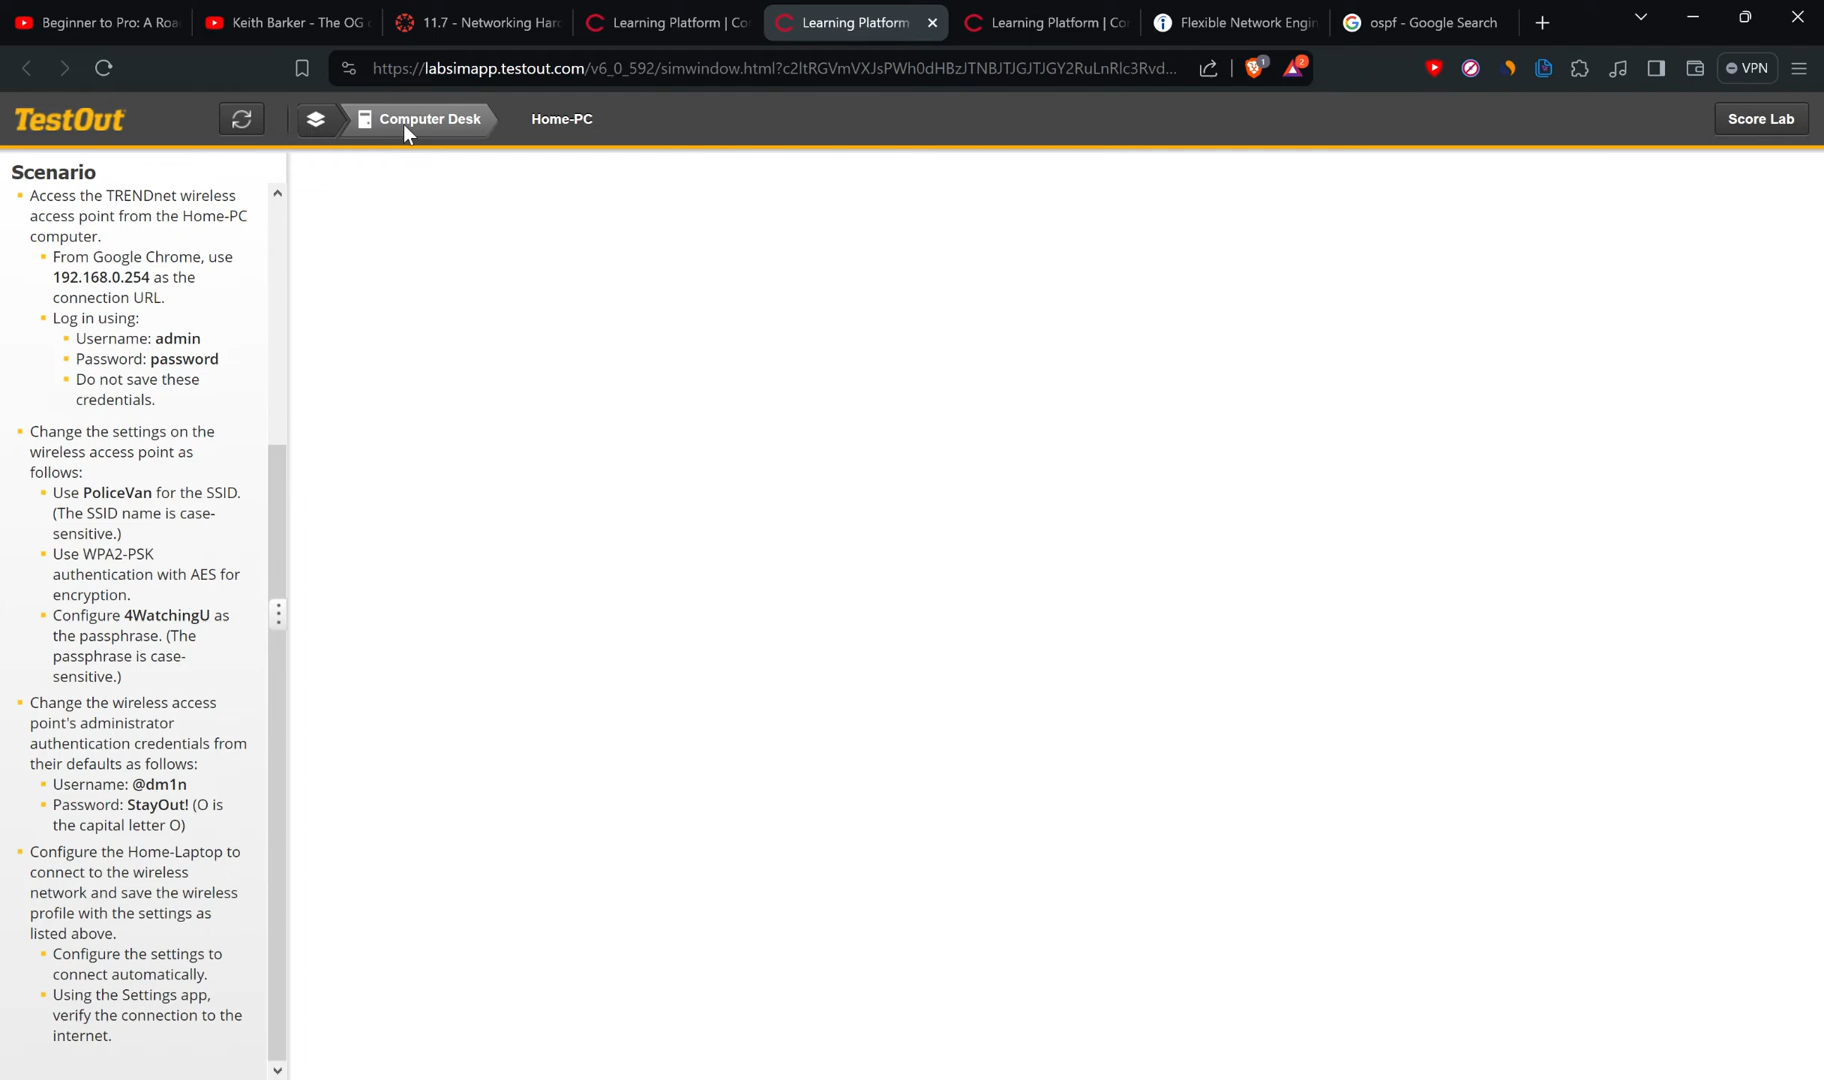 Beginner to Pro: A Roa
Keith Barker - The OG
11.7 - Networking Har
Learning Platform | Co
Learning Platform
Learning Platform | Co
Flexible Network Engin
ospf - Google Search
https://labsimapp.testout.com/v6_0_592/simwindow.html?c2ltRGVmVXJsPWh0dHBzJTNBJTJGJTJGY2RuLnRlc3Rvd...
1
2
VPN
TestOut
Computer Desk
Home-PC
Score Lab
Scenario
Access the TRENDnet wireless
access point from the Home-PC
computer.
From Google Chrome, use
192.168.0.254 as the
connection URL.
Log in using:
Username: admin
Password: password
Do not save these
credentials.
Change the settings on the
wireless access point as
follows:
Use PoliceVan for the SSID.
(The SSID name is case-
sensitive.)
Use WPA2-PSK
authentication with AES for
encryption.
Configure 4WatchingU as
the passphrase. (The
passphrase is case-
sensitive.)
Change the wireless access
point's administrator
authentication credentials from
their defaults as follows:
Username: @dm1n
Password: StayOut! (O is
the capital letter O)
Configure the Home-Laptop to
connect to the wireless
network and save the wireless
profile with the settings as
listed above.
Configure the settings to
connect automatically.
Using the Settings app,
verify the connection to the
internet.